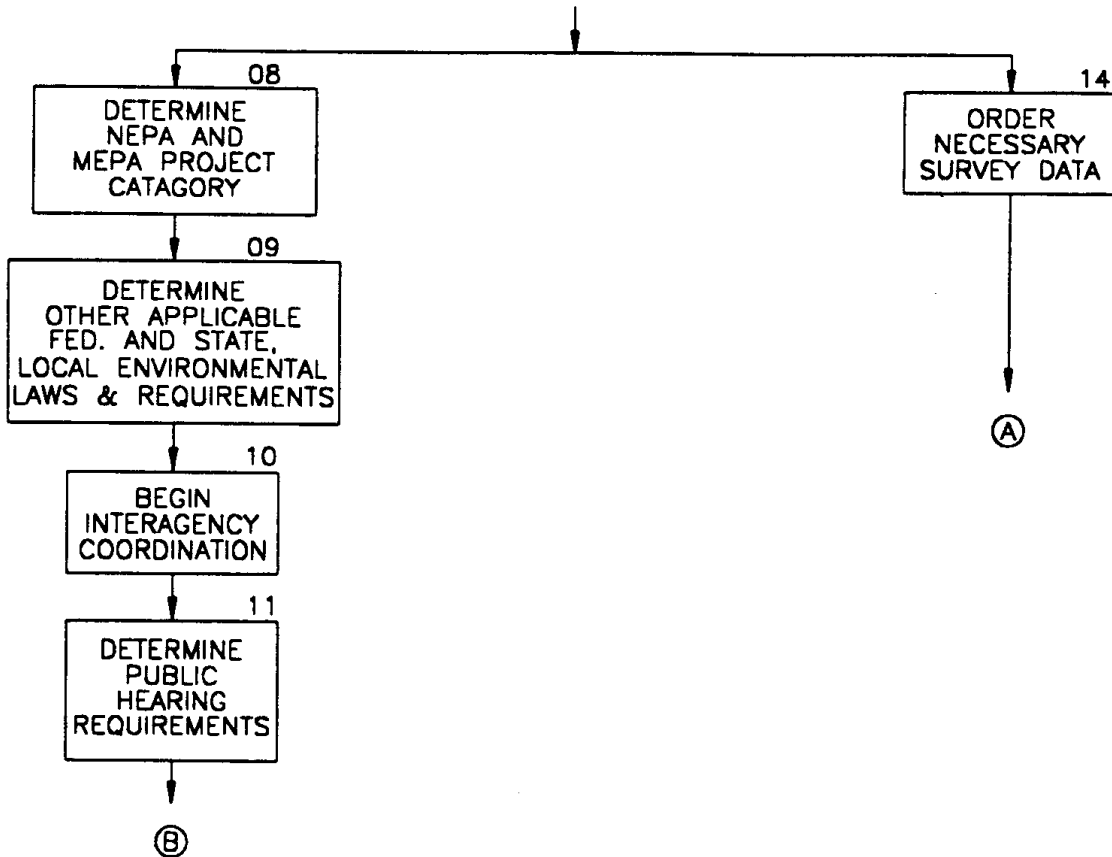 08
DETERMINE
NEPA AND
MEPA PROJECT
CATAGORY
09
DETERMINE
OTHER APPLICABLE
FED. AND STATE,
LOCAL ENVIRONMENTAL
LAWS & REQUIREMENTS
10
BEGIN
INTERAGENCY
COORDINATION
11
DETERMINE
PUBLIC
HEARING
REQUIREMENTS
B
14
ORDER
NECESSARY
SURVEY DATA
A